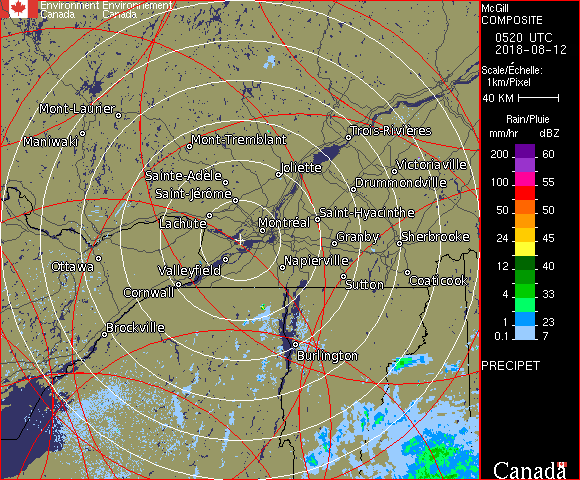 Environment Environnement
Canada Canada
McGill
COMPOSITE
0520 UTC
2018-08-12
Scale/Échelle:
1km/Pixel
40 KM
Rain/Pluie
mm/hr dBZ
200 60
100 55
50 50
24 45
12 40
4 33
1 23
0.1 7
PRECIPET
Canada
Mont-Laurier
Maniwaki
Mont-Tremblant
Trois-Rivières
Joliette
Victoriaville
Sainte-Adèle
Drummondville
Saint-Jérôme
Lachute
Saint-Hyacinthe
Montréal
Granby
Sherbrooke
Ottawa
Valleyfield
Napierville
Cornwall
Sutton
Coaticook
Brockville
Burlington